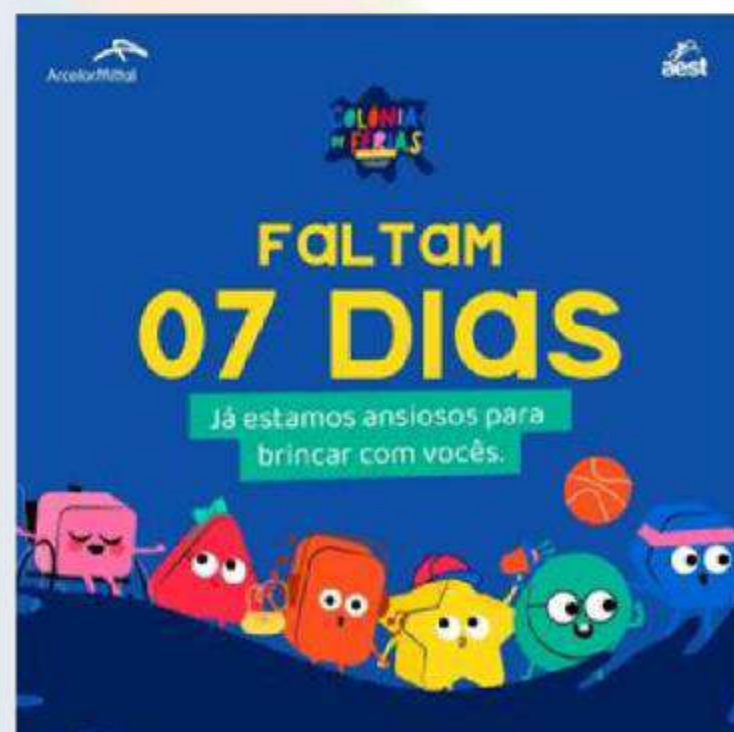 ArcelorMittal
aest
COLÔNIA
DE FÉRIAS
FALTAM
07 DIAS
Já estamos ansiosos para
brincar com vocês.